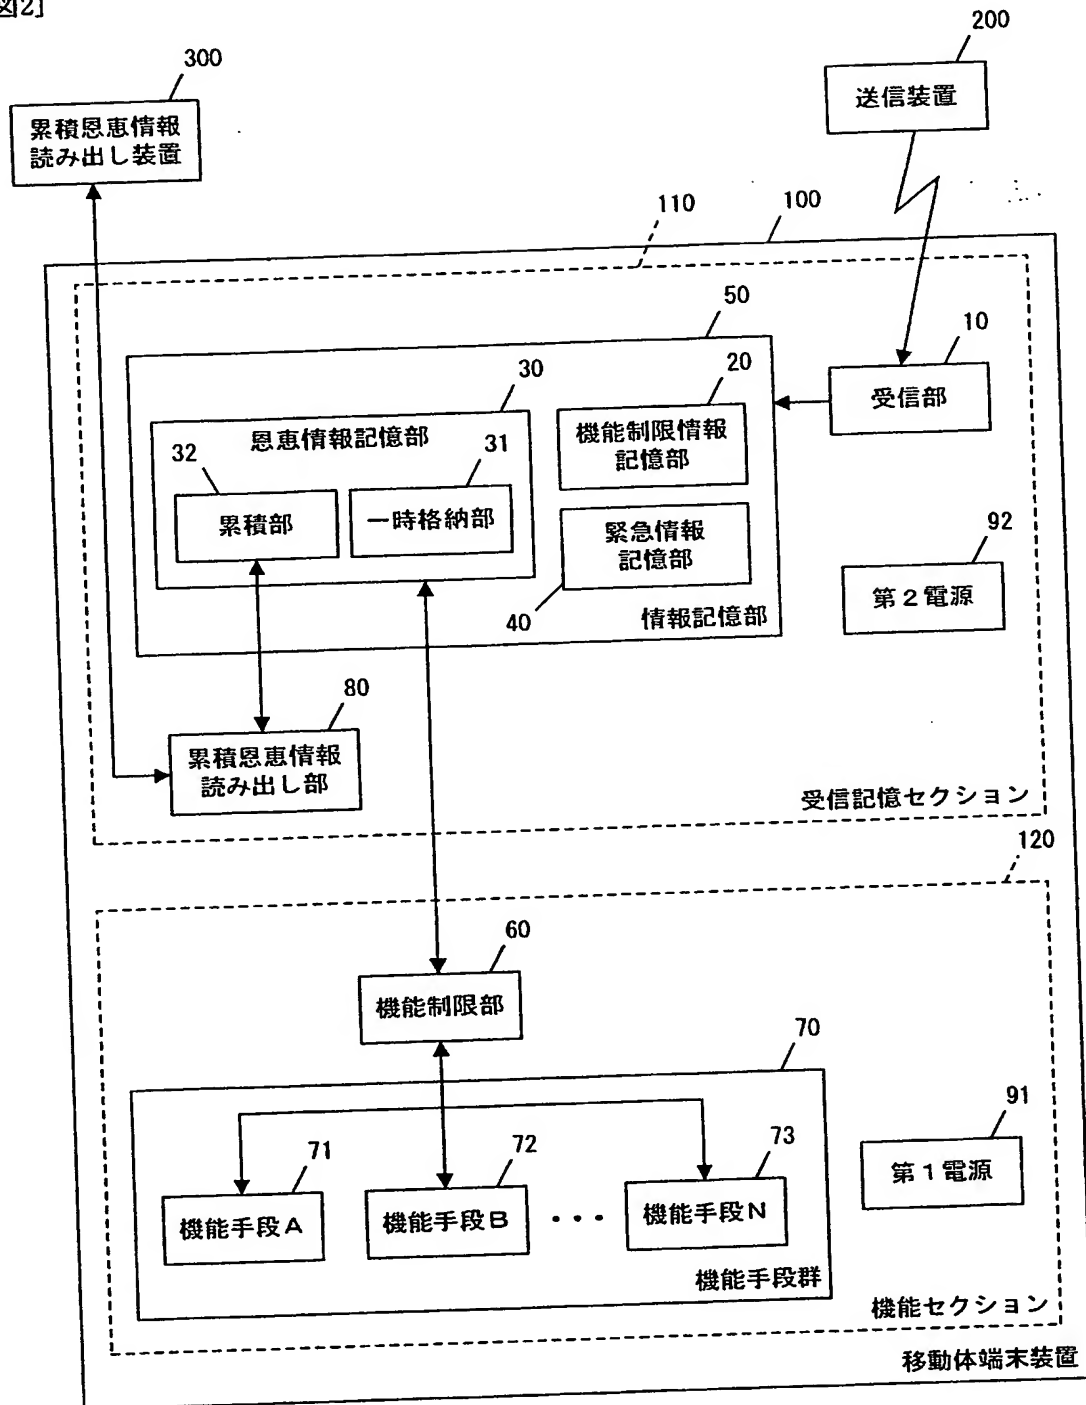 図2]
200
300
送信装置
累積恩恵情報
読み出し装置
110
100
50
10
30
20
受信部
恩恵情報記憶部
機能制限情報
記憶部
32
31
累積部
一時格納部
緊急情報
記憶部
92
第2電源
40
情報記憶部
80
累積恩恵情報
読み出し部
受信記憶セクション
120
60
機能制限部
70
91
71
72
73
第1電源
機能手段A
機能手段B
・・・
機能手段N
機能手段群
機能セクション
移動体端末装置